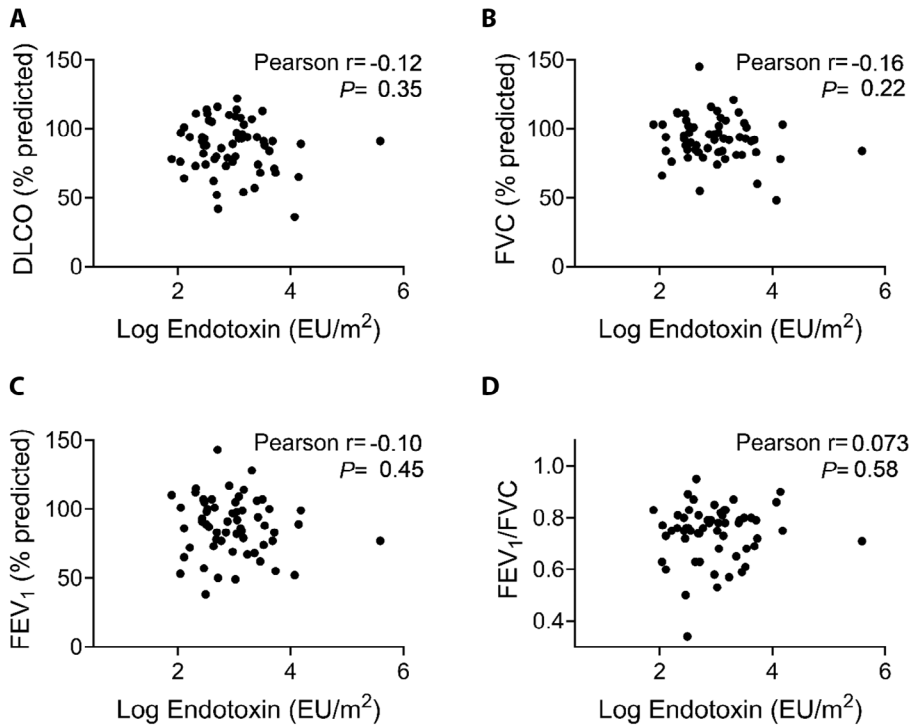 A
Pearson r= -0.12
P= 0.35
DLCO (% predicted)
150
100
50
0
2 4 6
Log Endotoxin (EU/m²)
B
Pearson r= -0.16
P= 0.22
FVC (% predicted)
150
100
50
0
2 4 6
Log Endotoxin (EU/m²)
C
Pearson r= -0.10
P= 0.45
FEV₁ (% predicted)
150
100
50
0
2 4 6
Log Endotoxin (EU/m²)
D
Pearson r= 0.073
P= 0.58
FEV₁/FVC
1.0
0.8
0.6
0.4
2 4 6
Log Endotoxin (EU/m²)